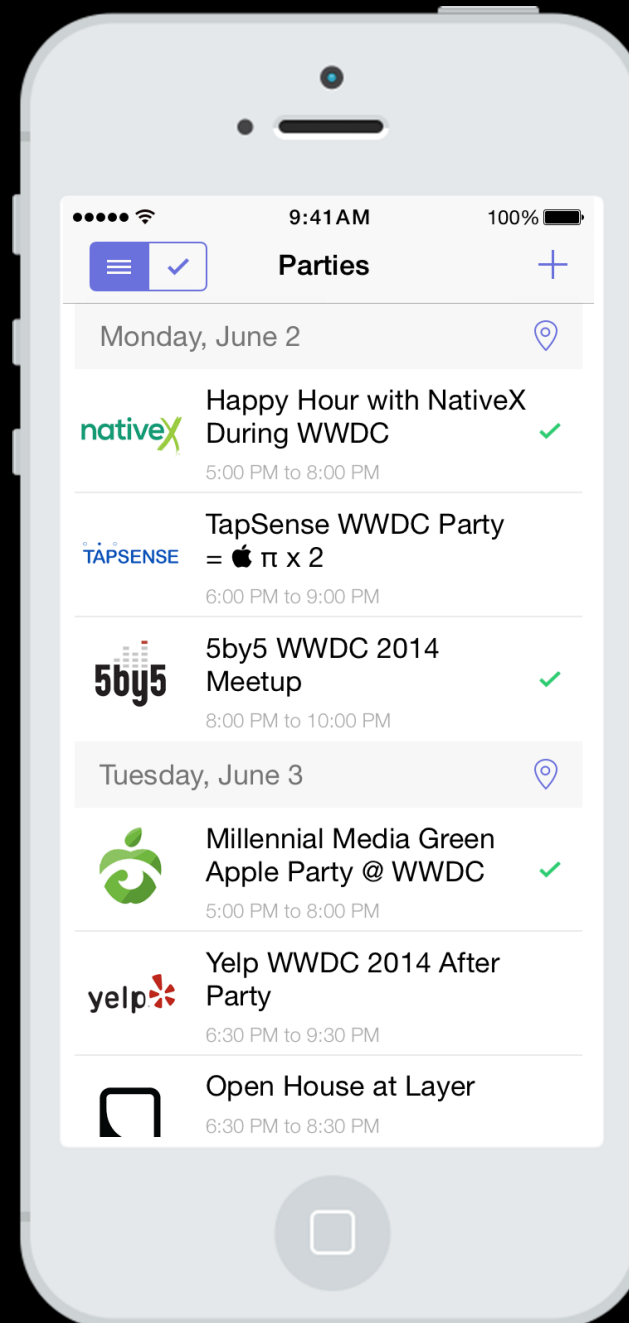 9:41 AM
100%
Parties
Monday, June 2
nativeX
Happy Hour with NativeX
During WWDC
5:00 PM to 8:00 PM
TAPSENSE
TapSense WWDC Party
=  π x 2
6:00 PM to 9:00 PM
5by5
5by5 WWDC 2014
Meetup
8:00 PM to 10:00 PM
Tuesday, June 3
Millennial Media Green
Apple Party @ WWDC
5:00 PM to 8:00 PM
yelp
Yelp WWDC 2014 After
Party
6:30 PM to 9:30 PM
Open House at Layer
6:30 PM to 8:30 PM